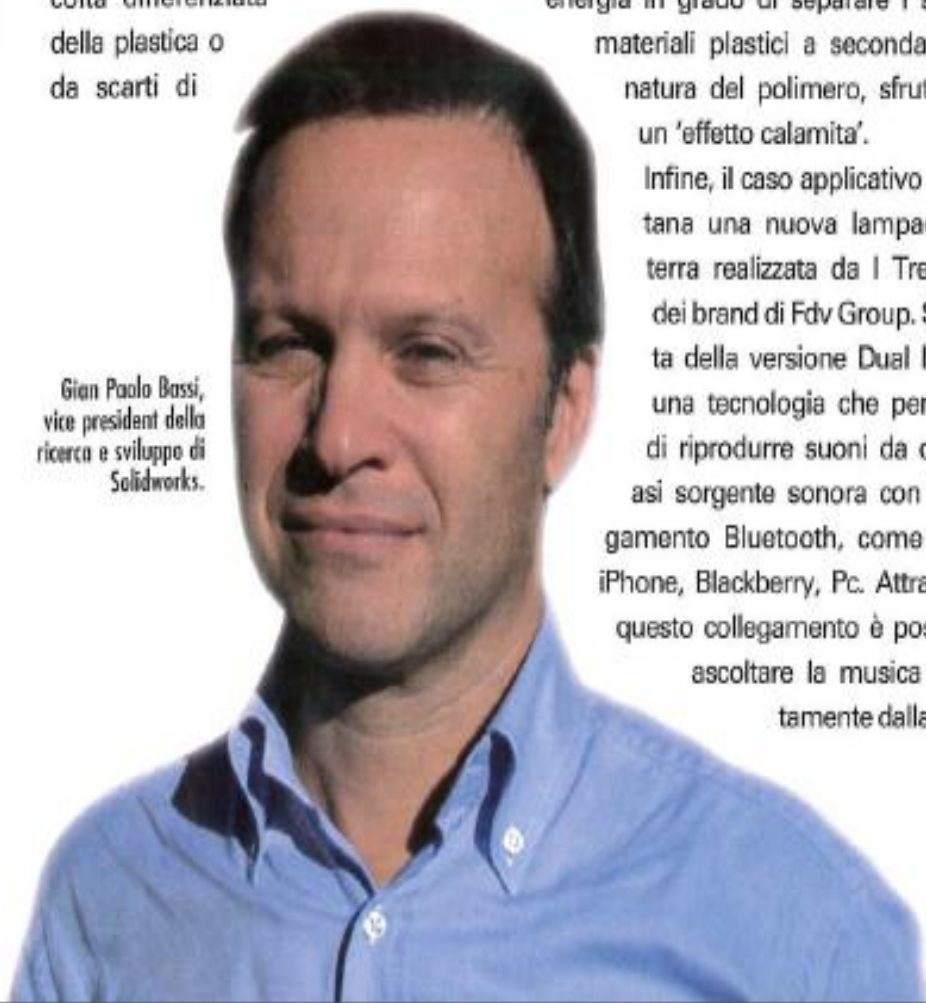 della plastica o
da scarti di
Gian Paolo Bassi,
vice president della
ricerca e sviluppo di
Solidworks.
energia in grado di separare i
materiali plastici a seconda
natura del polimero, sfrut
un 'effetto calamita'.
Infine, il caso applicativo
tana una nuova lampa
terra realizzata da I Tre
dei brand di Fdv Group. S
ta della versione Dual
una tecnologia che per
di riprodurre suoni da
asi sorgente sonora con
gamento Bluetooth, come
iPhone, Blackberry, Pc. Attra
questo collegamento è pos
ascoltare la musica
tamente dalla